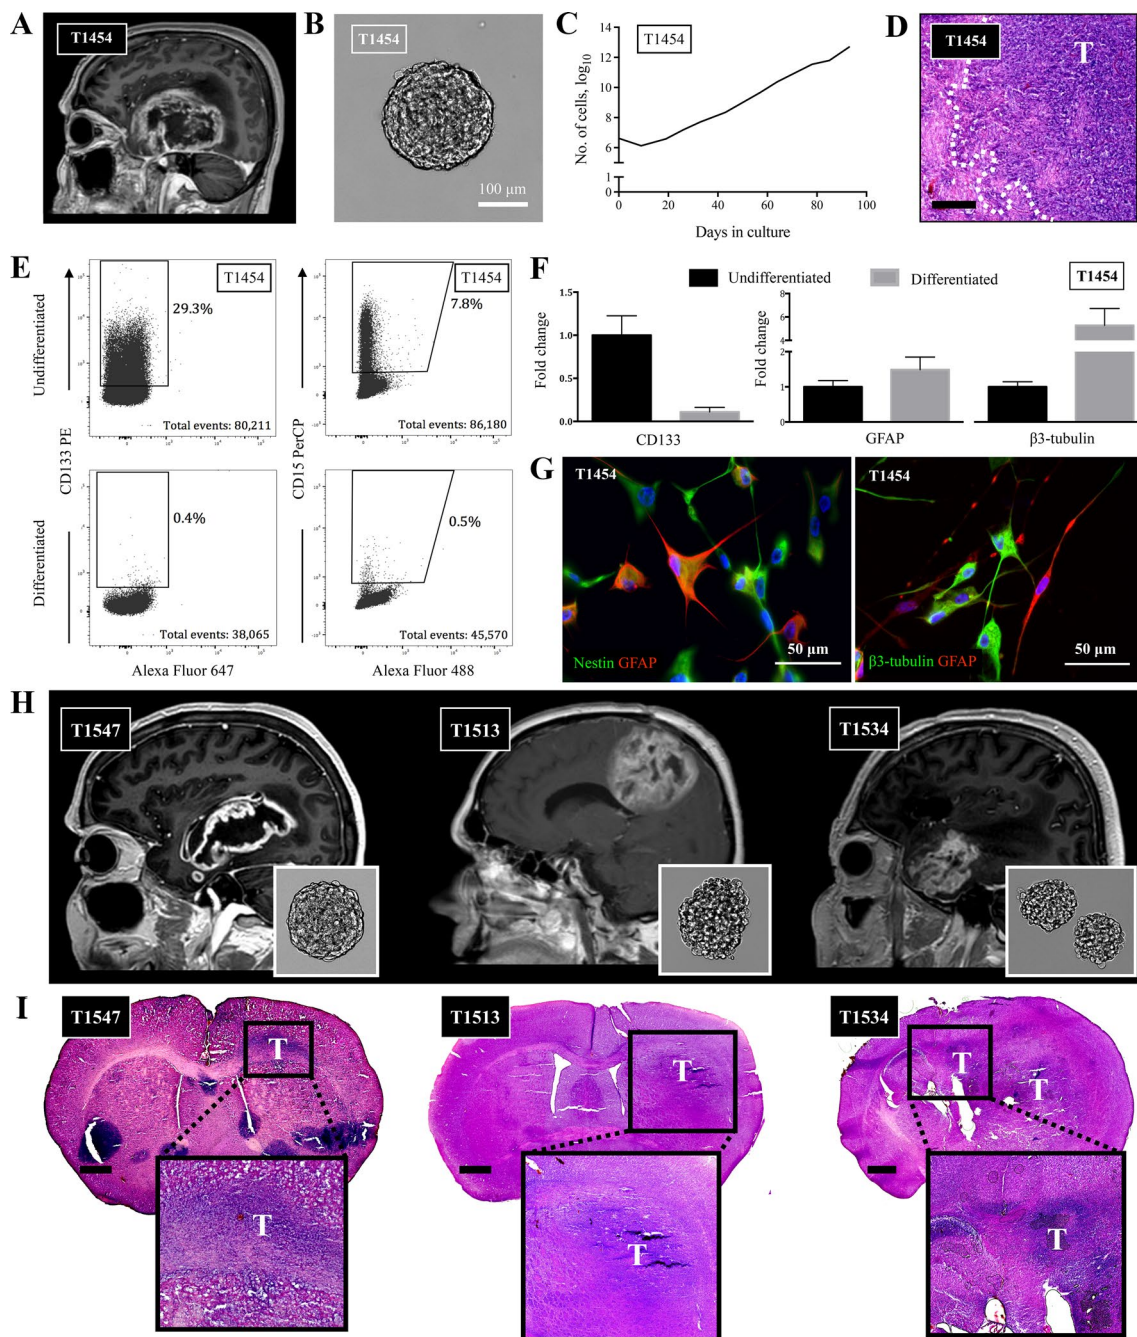 A
T1454
B
T1454
100 μm
C
T1454
No. of cells, log10
14
12
10
8
6
1
0
0
20
40
60
80
100
Days in culture
D
T1454
T
E
Undifferentiated
CD133 PE
T1454
29.3%
Total events: 80,211
CD15 PerCP
T1454
7.8%
Total events: 86,180
Differentiated
0.4%
Total events: 38,065
0.5%
Total events: 45,570
Alexa Fluor 647
Alexa Fluor 488
F
Undifferentiated
Differentiated
T1454
Fold change
1.5
1.0
0.5
0.0
CD133
Fold change
8
6
4
2
1
0
GFAP
β3-tubulin
G
T1454
Nestin GFAP
50 μm
T1454
β3-tubulin GFAP
50 μm
H
T1547
T1513
T1534
I
T1547
T
T
T1513
T
T
T1534
T
T
T